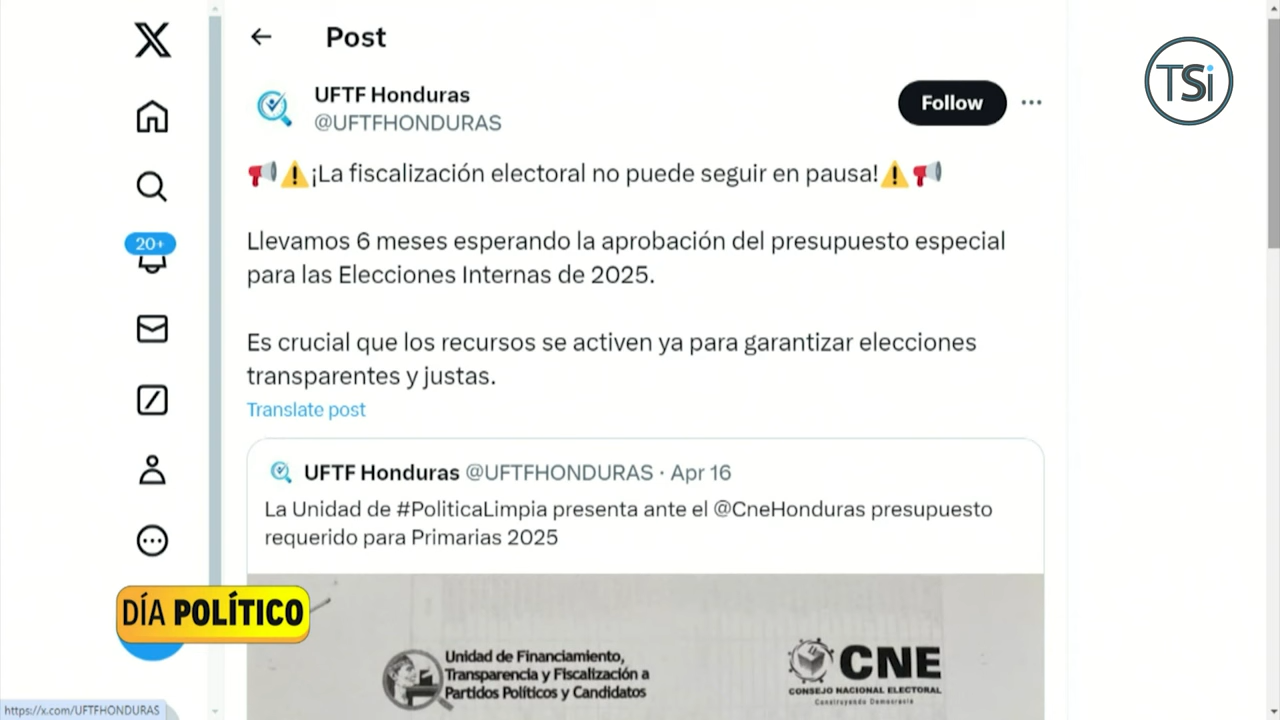 Post
TSi
UFTF Honduras
@UFTFHONDURAS
Follow
¡La fiscalización electoral no puede seguir en pausa!
20+
Llevamos 6 meses esperando la aprobación del presupuesto especial
para las Elecciones Internas de 2025.
Es crucial que los recursos se activen ya para garantizar elecciones
transparentes y justas.
Translate post
UFTF Honduras @UFTFHONDURAS · Apr 16
La Unidad de #PoliticaLimpia presenta ante el @CneHonduras presupuesto
requerido para Primarias 2025
DÍA POLÍTICO
Unidad de Financiamiento,
Transparencia y Fiscalización a
Partidos Políticos y Candidatos
CNE
CONSEJO NACIONAL ELECTORAL
Construyendo Democracia
https://x.com/UFTFHONDURAS